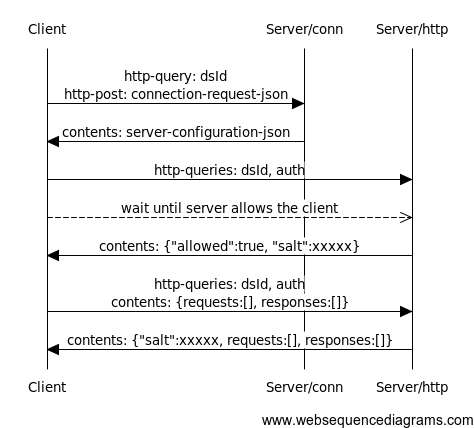 Client Server/conn Server/http
http-query: dsId
http-post: connection-request-json
contents: server-configuration-json
http-queries: dsId, auth
wait until server allows the client
contents: {"allowed":true, "salt":xxxxx}
http-queries: dsId, auth
contents: {requests:[], responses:[]}
contents: {"salt":xxxxx, requests:[], responses:[]}
Client Server/conn Server/http
www.websequencediagrams.com